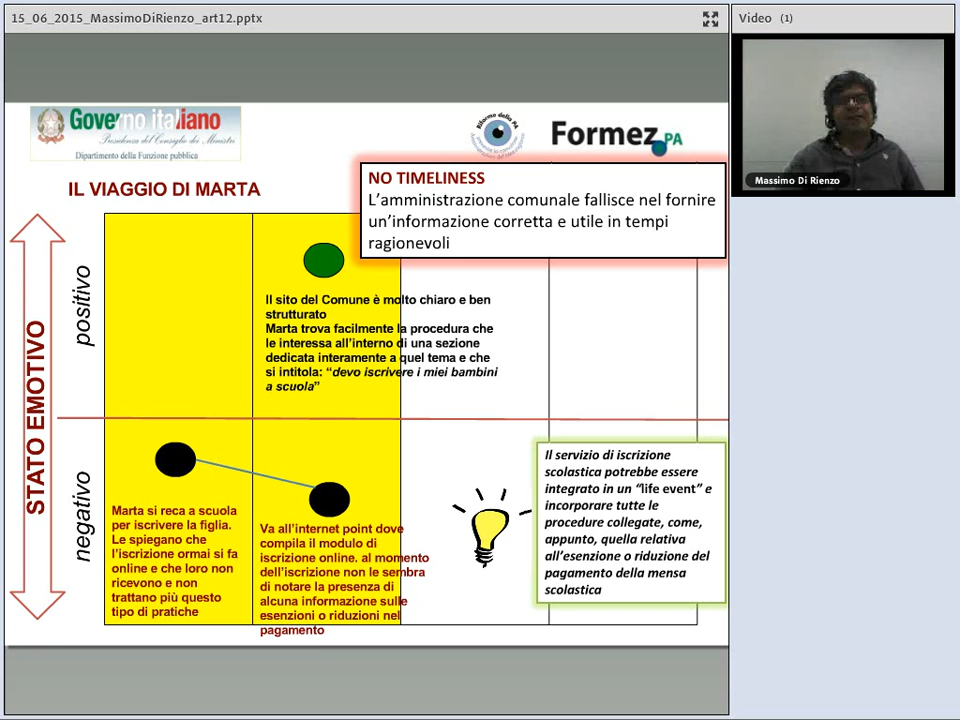 15_06_2015_MassimoDiRienzo_art12.pptx
Video (1)
Massimo Di Rienzo
Governo italiano
Presidenza del Consiglio dei Ministri
Dipartimento della Funzione pubblica
Riforme della PA
Formez PA
IL VIAGGIO DI MARTA
NO TIMELINESS
L’amministrazione comunale fallisce nel fornire
un’informazione corretta e utile in tempi
ragionevoli
STATO EMOTIVO
positivo
Il sito del Comune è molto chiaro e ben
strutturato
Marta trova facilmente la procedura che
le interessa all’interno di una sezione
dedicata interamente a quel tema e che
si intitola: “devo iscrivere i miei bambini
a scuola”
negativo
Marta si reca a scuola
per iscrivere la figlia.
Le spiegano che
l’iscrizione ormai si fa
online e che loro non
ricevono e non
trattano più questo
tipo di pratiche
Va all’internet point dove
compila il modulo di
iscrizione online. al momento
dell’iscrizione non le sembra
di notare la presenza di
alcuna informazione sulle
esenzioni o riduzioni nel
pagamento
Il servizio di iscrizione
scolastica potrebbe essere
integrato in un “life event” e
incorporare tutte le
procedure collegate, come,
appunto, quella relativa
all’esenzione o riduzione del
pagamento della mensa
scolastica